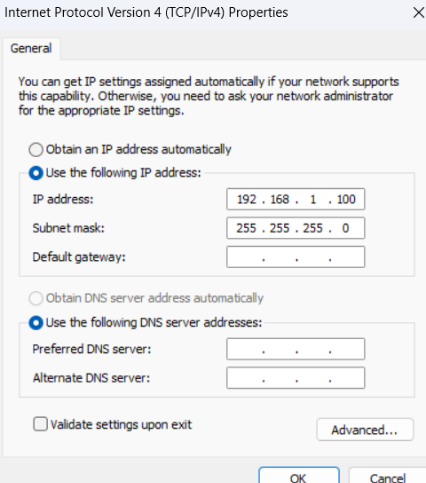 Internet Protocol Version 4 (TCP/IPv4) Properties
General
You can get IP settings assigned automatically if your network supports
this capability. Otherwise, you need to ask your network administrator
for the appropriate IP settings.
Obtain an IP address automatically
Use the following IP address:
IP address: 192 . 168 . 1 . 100
Subnet mask: 255 . 255 . 255 . 0
Default gateway: . . .
Obtain DNS server address automatically
Use the following DNS server addresses:
Preferred DNS server: . . .
Alternate DNS server: . . .
Validate settings upon exit
Advanced...
OK Cancel